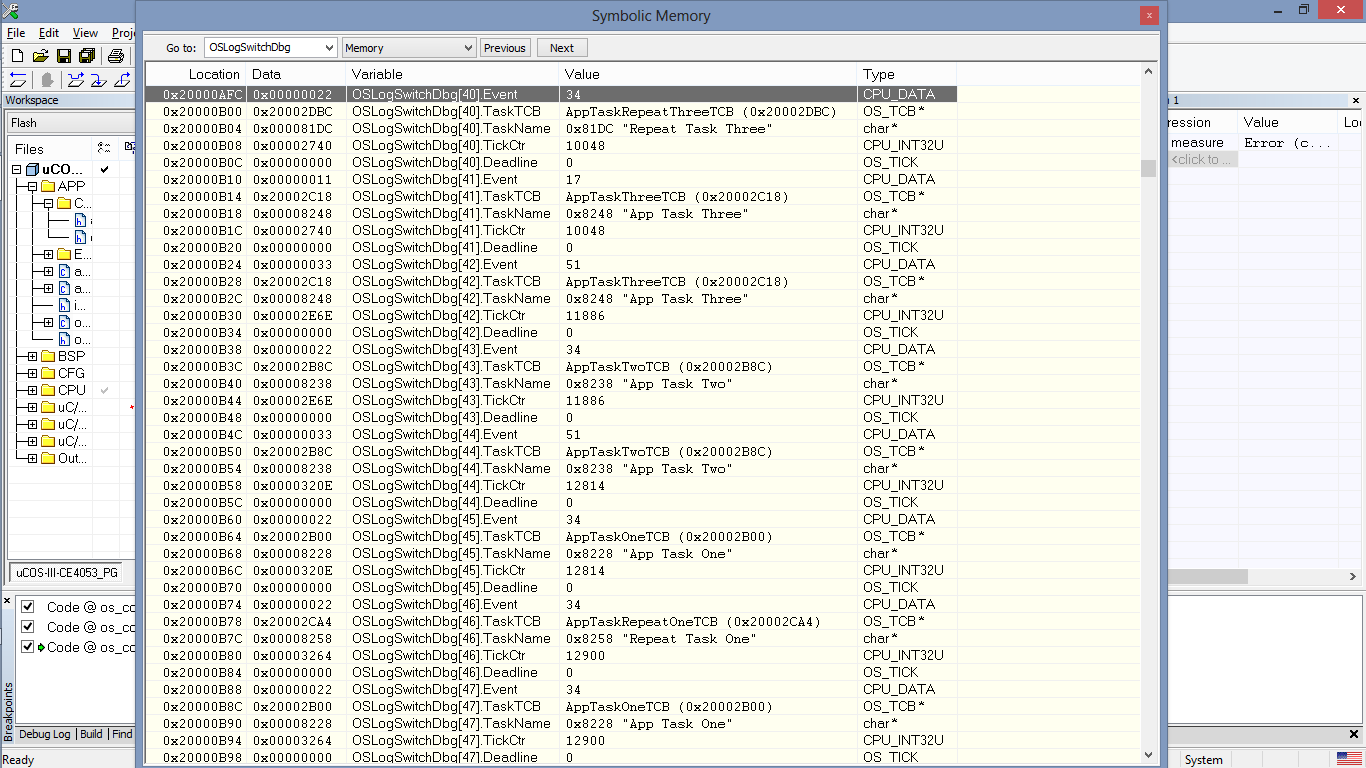 Symbolic Memory
File Edit View Proj
Go to: OSLogSwitchDbg Memory Previous Next
Workspace
Flash
Files
uCO...
APP
C...
E...
a...
a...
i...
o...
o...
BSP
CFG
CPU
uC/...
uC/...
uC/...
Out...
uCOS-III-CE4053_PG
Location Data Variable Value Type
0x20000AFC 0x00000022 OSLogSwitchDbg[40].Event 34 CPU_DATA
0x20000B00 0x20002DBC OSLogSwitchDbg[40].TaskTCB AppTaskRepeatThreeTCB (0x20002DBC) OS_TCB*
0x20000B04 0x000081DC OSLogSwitchDbg[40].TaskName 0x81DC "Repeat Task Three" char*
0x20000B08 0x00002740 OSLogSwitchDbg[40].TickCtr 10048 CPU_INT32U
0x20000B0C 0x00000000 OSLogSwitchDbg[40].Deadline 0 OS_TICK
0x20000B10 0x00000011 OSLogSwitchDbg[41].Event 17 CPU_DATA
0x20000B14 0x20002C18 OSLogSwitchDbg[41].TaskTCB AppTaskThreeTCB (0x20002C18) OS_TCB*
0x20000B18 0x00008248 OSLogSwitchDbg[41].TaskName 0x8248 "App Task Three" char*
0x20000B1C 0x00002740 OSLogSwitchDbg[41].TickCtr 10048 CPU_INT32U
0x20000B20 0x00000000 OSLogSwitchDbg[41].Deadline 0 OS_TICK
0x20000B24 0x00000033 OSLogSwitchDbg[42].Event 51 CPU_DATA
0x20000B28 0x20002C18 OSLogSwitchDbg[42].TaskTCB AppTaskThreeTCB (0x20002C18) OS_TCB*
0x20000B2C 0x00008248 OSLogSwitchDbg[42].TaskName 0x8248 "App Task Three" char*
0x20000B30 0x00002E6E OSLogSwitchDbg[42].TickCtr 11886 CPU_INT32U
0x20000B34 0x00000000 OSLogSwitchDbg[42].Deadline 0 OS_TICK
0x20000B38 0x00000022 OSLogSwitchDbg[43].Event 34 CPU_DATA
0x20000B3C 0x20002B8C OSLogSwitchDbg[43].TaskTCB AppTaskTwoTCB (0x20002B8C) OS_TCB*
0x20000B40 0x00008238 OSLogSwitchDbg[43].TaskName 0x8238 "App Task Two" char*
0x20000B44 0x00002E6E OSLogSwitchDbg[43].TickCtr 11886 CPU_INT32U
0x20000B48 0x00000000 OSLogSwitchDbg[43].Deadline 0 OS_TICK
0x20000B4C 0x00000033 OSLogSwitchDbg[44].Event 51 CPU_DATA
0x20000B50 0x20002B8C OSLogSwitchDbg[44].TaskTCB AppTaskTwoTCB (0x20002B8C) OS_TCB*
0x20000B54 0x00008238 OSLogSwitchDbg[44].TaskName 0x8238 "App Task Two" char*
0x20000B58 0x0000320E OSLogSwitchDbg[44].TickCtr 12814 CPU_INT32U
0x20000B5C 0x00000000 OSLogSwitchDbg[44].Deadline 0 OS_TICK
0x20000B60 0x00000022 OSLogSwitchDbg[45].Event 34 CPU_DATA
0x20000B64 0x20002B00 OSLogSwitchDbg[45].TaskTCB AppTaskOneTCB (0x20002B00) OS_TCB*
0x20000B68 0x00008228 OSLogSwitchDbg[45].TaskName 0x8228 "App Task One" char*
0x20000B6C 0x0000320E OSLogSwitchDbg[45].TickCtr 12814 CPU_INT32U
0x20000B70 0x00000000 OSLogSwitchDbg[45].Deadline 0 OS_TICK
0x20000B74 0x00000022 OSLogSwitchDbg[46].Event 34 CPU_DATA
0x20000B78 0x20002CA4 OSLogSwitchDbg[46].TaskTCB AppTaskRepeatOneTCB (0x20002CA4) OS_TCB*
0x20000B7C 0x00008258 OSLogSwitchDbg[46].TaskName 0x8258 "Repeat Task One" char*
0x20000B80 0x00003264 OSLogSwitchDbg[46].TickCtr 12900 CPU_INT32U
0x20000B84 0x00000000 OSLogSwitchDbg[46].Deadline 0 OS_TICK
0x20000B88 0x00000022 OSLogSwitchDbg[47].Event 34 CPU_DATA
0x20000B8C 0x20002B00 OSLogSwitchDbg[47].TaskTCB AppTaskOneTCB (0x20002B00) OS_TCB*
0x20000B90 0x00008228 OSLogSwitchDbg[47].TaskName 0x8228 "App Task One" char*
0x20000B94 0x00003264 OSLogSwitchDbg[47].TickCtr 12900 CPU_INT32U
0x20000B98 0x00000000 OSLogSwitchDbg[47].Deadline 0 OS_TICK
1
ression Value Loc
measure Error (c...
<click to ...
Code @ os_co
Code @ os_co
Code @ os_co
Breakpoints
Debug Log Build Find
Ready
System